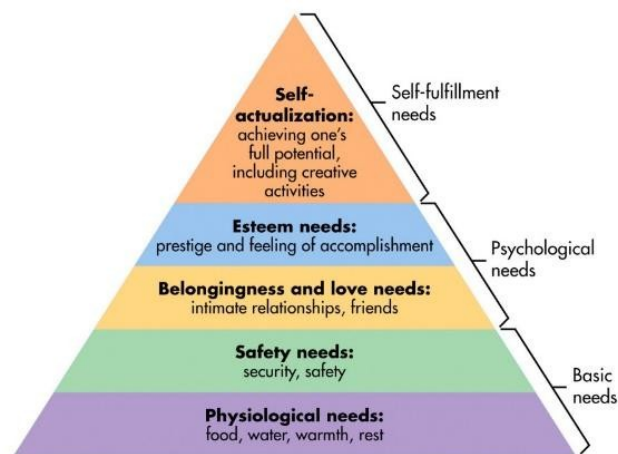 Self-
actualization:
achieving one's
full potential,
including creative
activities
Self-fulfillment
needs
Esteem needs:
prestige and feeling of accomplishment
Psychological
needs
Belongingness and love needs:
intimate relationships, friends
Safety needs:
security, safety
Basic
needs
Physiological needs:
food, water, warmth, rest